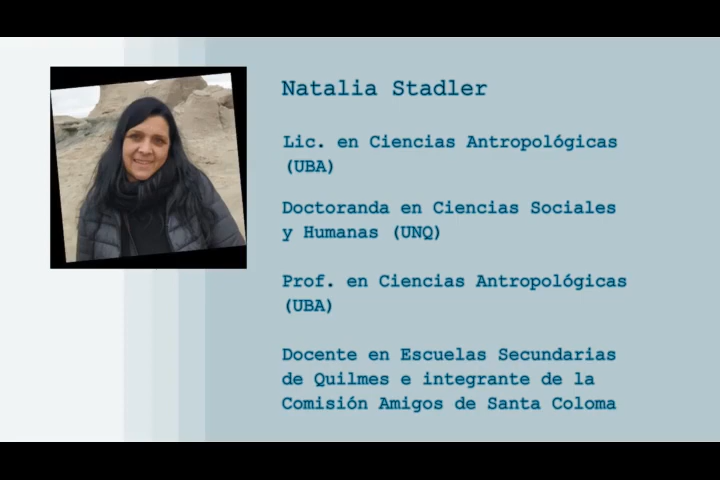 Natalia Stadler
Lic. en Ciencias Antropológicas
(UBA)
Doctoranda en Ciencias Sociales
y Humanas (UNQ)
Prof. en Ciencias Antropológicas
(UBA)
Docente en Escuelas Secundarias
de Quilmes e integrante de la
Comisión Amigos de Santa Coloma